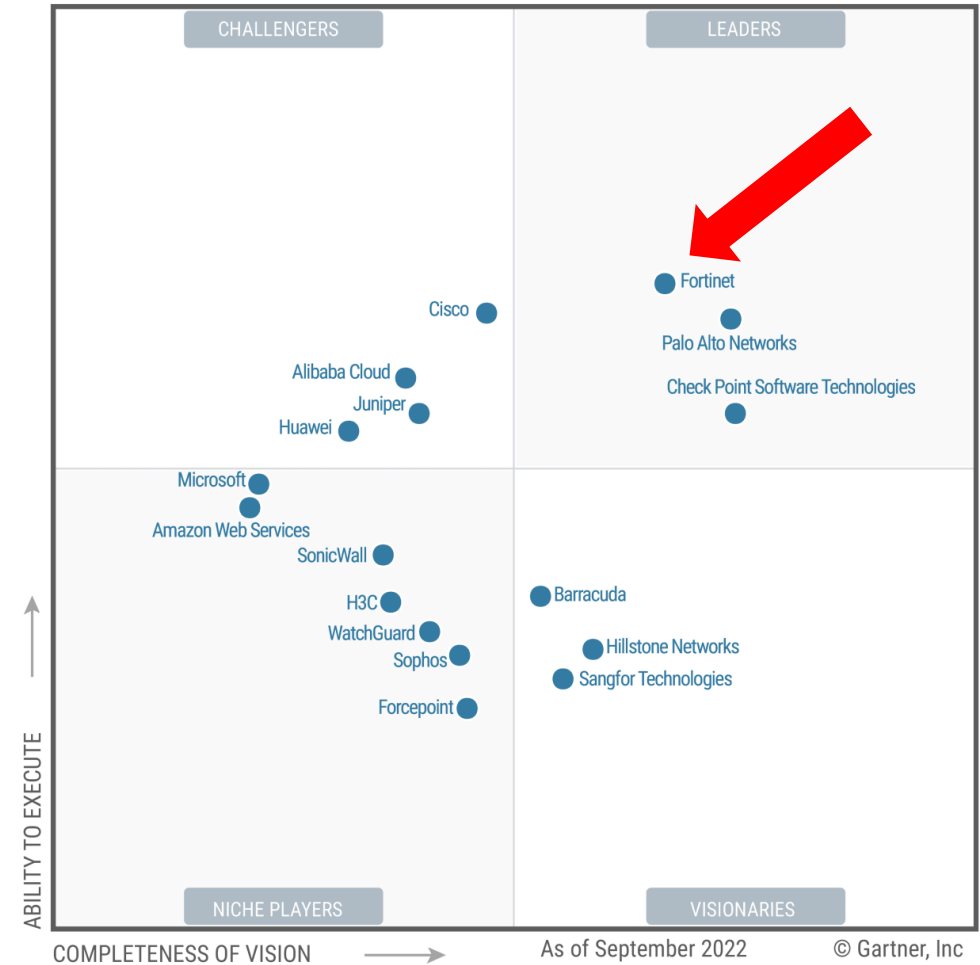 CHALLENGERS
LEADERS
Fortinet
Cisco
Palo Alto Networks
Alibaba Cloud
Check Point Software Technologies
Juniper
Huawei
Microsoft
Amazon Web Services
SonicWall
Barracuda
H3C
WatchGuard
Hillstone Networks
Sophos
Sangfor Technologies
Forcepoint
ABILITY TO EXECUTE
NICHE PLAYERS
VISIONARIES
COMPLETENESS OF VISION
As of September 2022
© Gartner, Inc